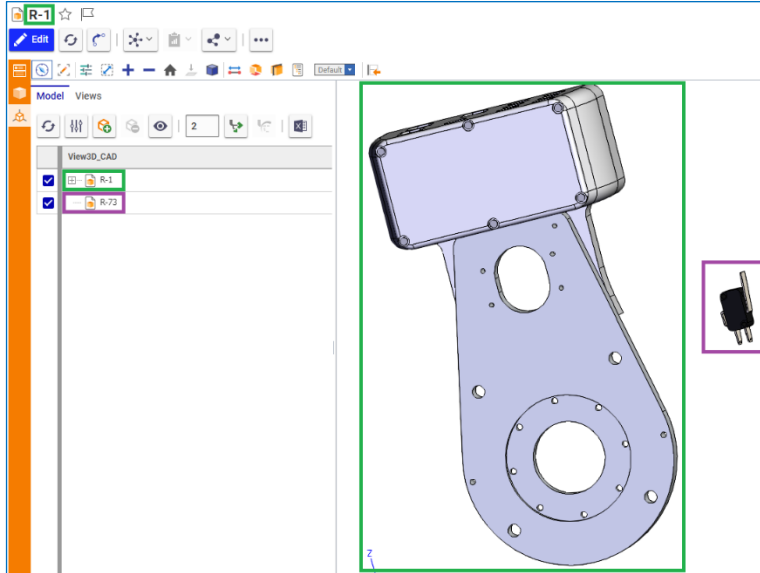 R-1
Edit
Default
Model Views
2
View3D_CAD
R-1
R-73
Z